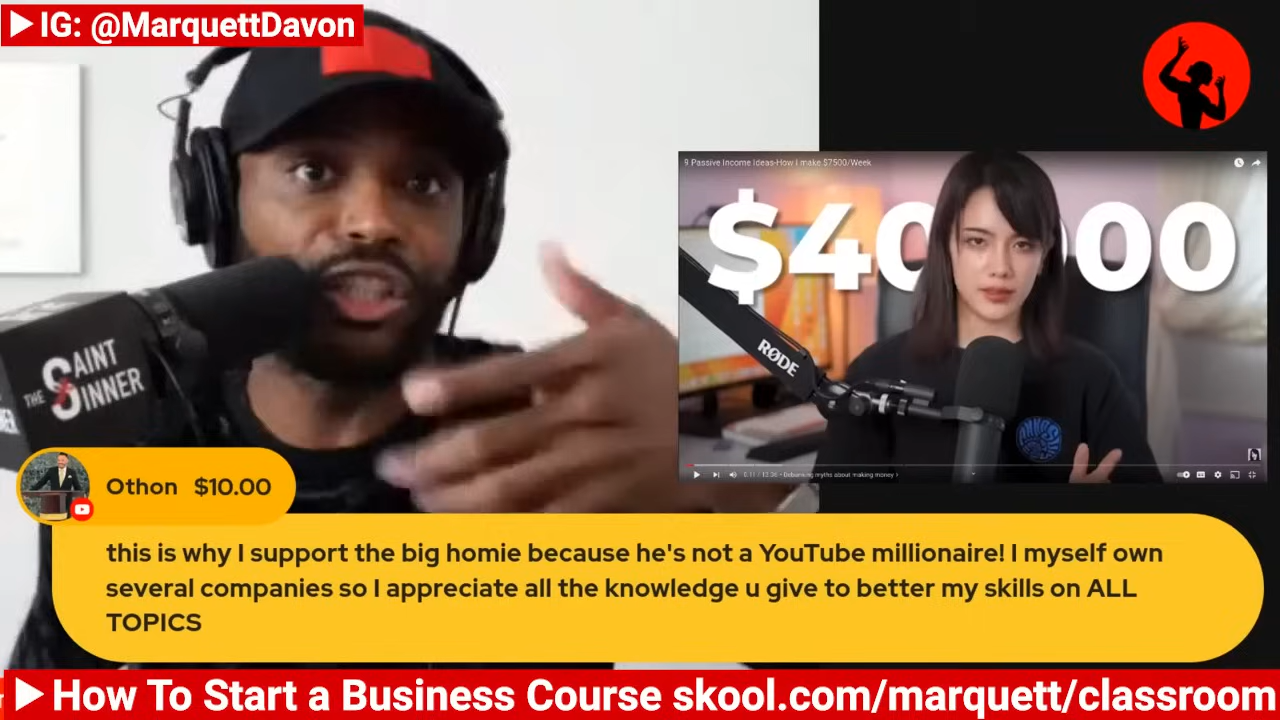 ▶ IG: @MarquettDavon
9 Passive Income Ideas-How I make $7500/Week
$40 00
RØDE
THE SAINT
SINNER
Othon $10.00
this is why I support the big homie because he's not a YouTube millionaire! I myself own
several companies so I appreciate all the knowledge u give to better my skills on ALL
TOPICS
▶ How To Start a Business Course skool.com/marquett/classroom